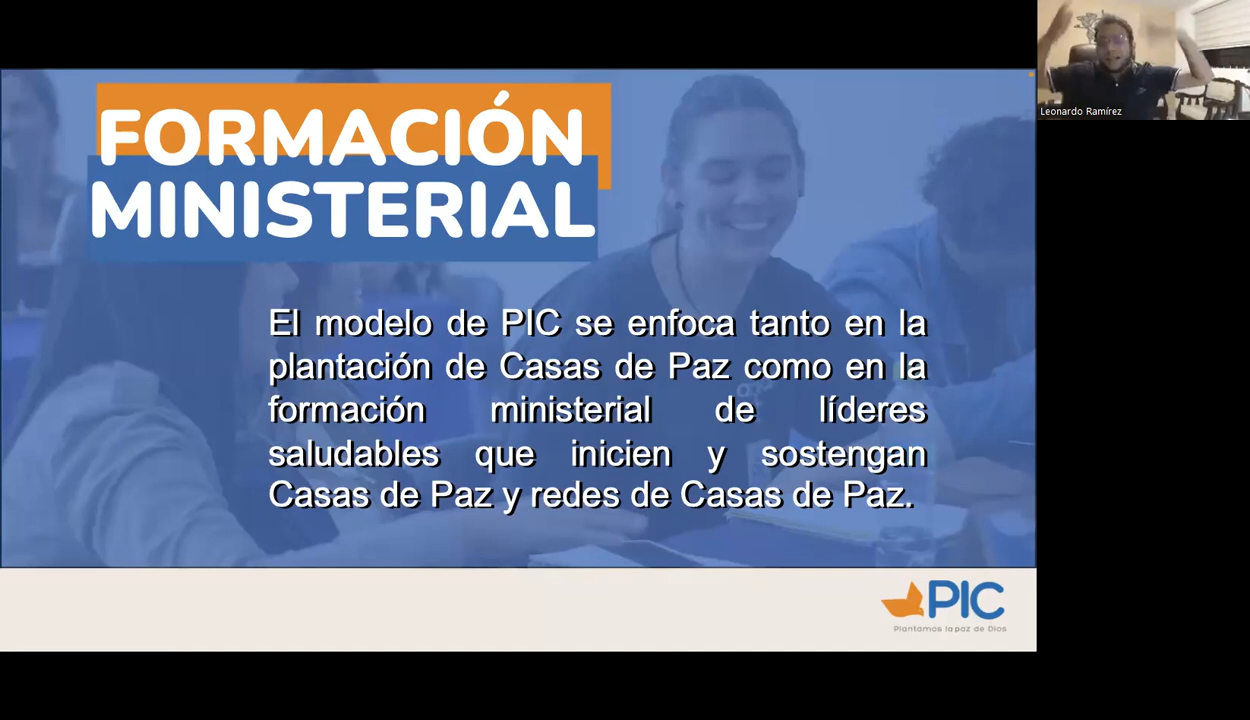 Leonardo Ramírez
FORMACIÓN
MINISTERIAL
El modelo de PIC se enfoca tanto en la
plantación de Casas de Paz como en la
formación ministerial de líderes
saludables que inicien y sostengan
Casas de Paz y redes de Casas de Paz.
PIC
Plantamos la paz de Dios